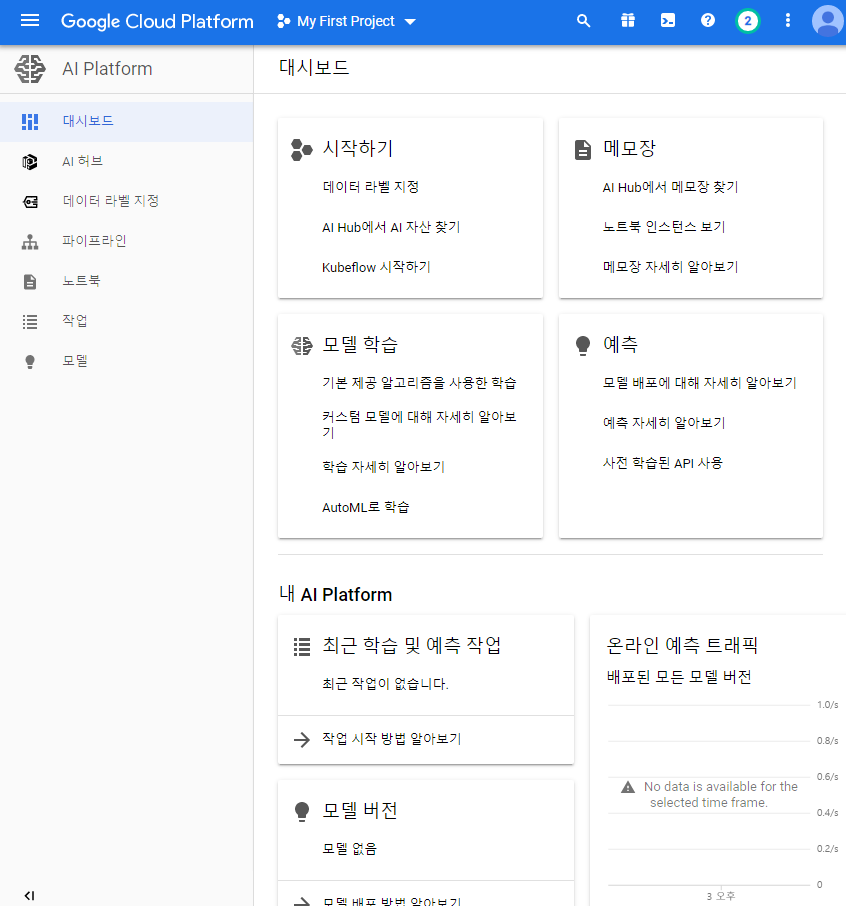 Google Cloud Platform
My First Project
2
AI Platform
대시보드
AI 허브
데이터 라벨 지정
파이프라인
노트북
작업
모델
대시보드
시작하기
데이터 라벨 지정
AI Hub에서 AI 자산 찾기
Kubeflow 시작하기
메모장
AI Hub에서 메모장 찾기
노트북 인스턴스 보기
메모장 자세히 알아보기
모델 학습
기본 제공 알고리즘을 사용한 학습
커스텀 모델에 대해 자세히 알아보
기
학습 자세히 알아보기
AutoML로 학습
예측
모델 배포에 대해 자세히 알아보기
예측 자세히 알아보기
사전 학습된 API 사용
내 AI Platform
최근 학습 및 예측 작업
최근 작업이 없습니다.
작업 시작 방법 알아보기
모델 버전
모델 없음
모델 배포 방법 알아보기
온라인 예측 트래픽
배포된 모든 모델 버전
1.0/s
0.8/s
0.6/s
No data is available for the
selected time frame.
0.4/s
0.2/s
0
3 오후